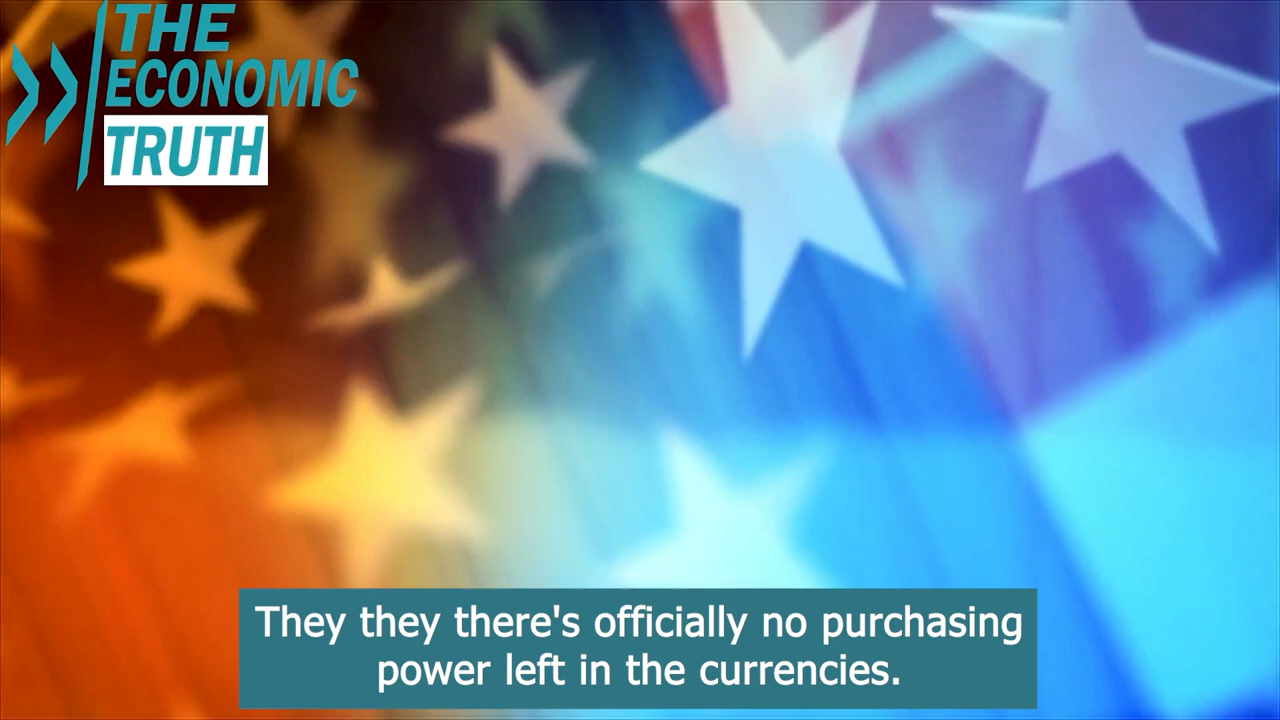 THE
ECONOMIC
TRUTH
They they there's officially no purchasing
power left in the currencies.